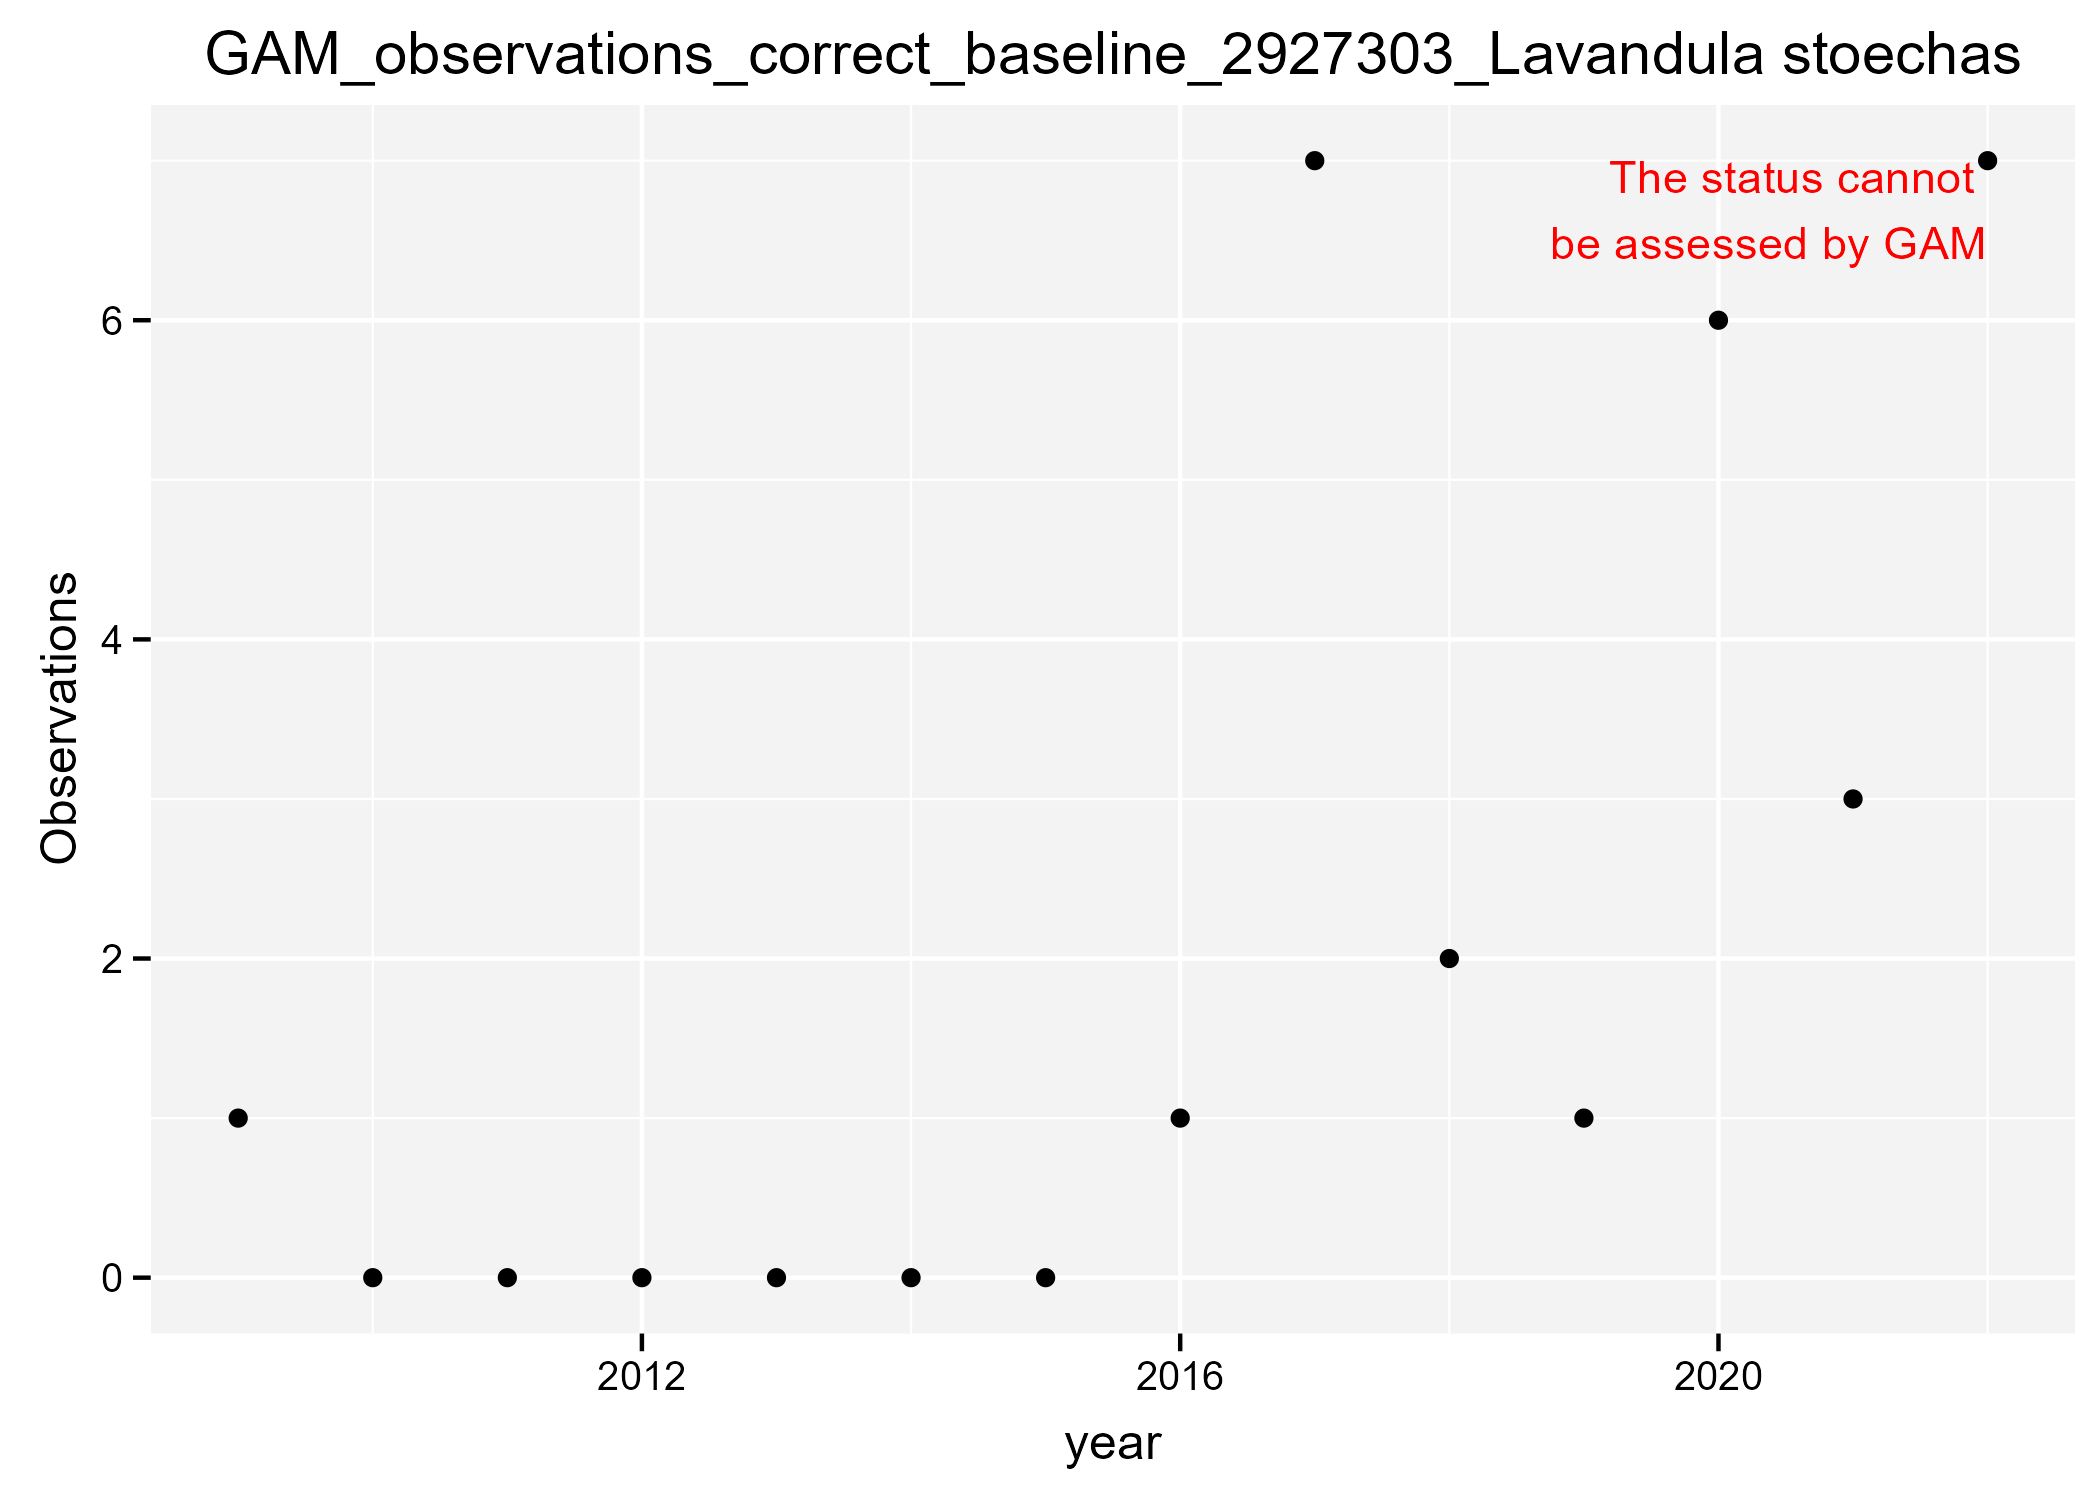 GAM_observations_correct_baseline_2927303_Lavandula stoechas
The status cannot
be assessed by GAM
Observations
6
4
2
0
2012
2016
2020
year